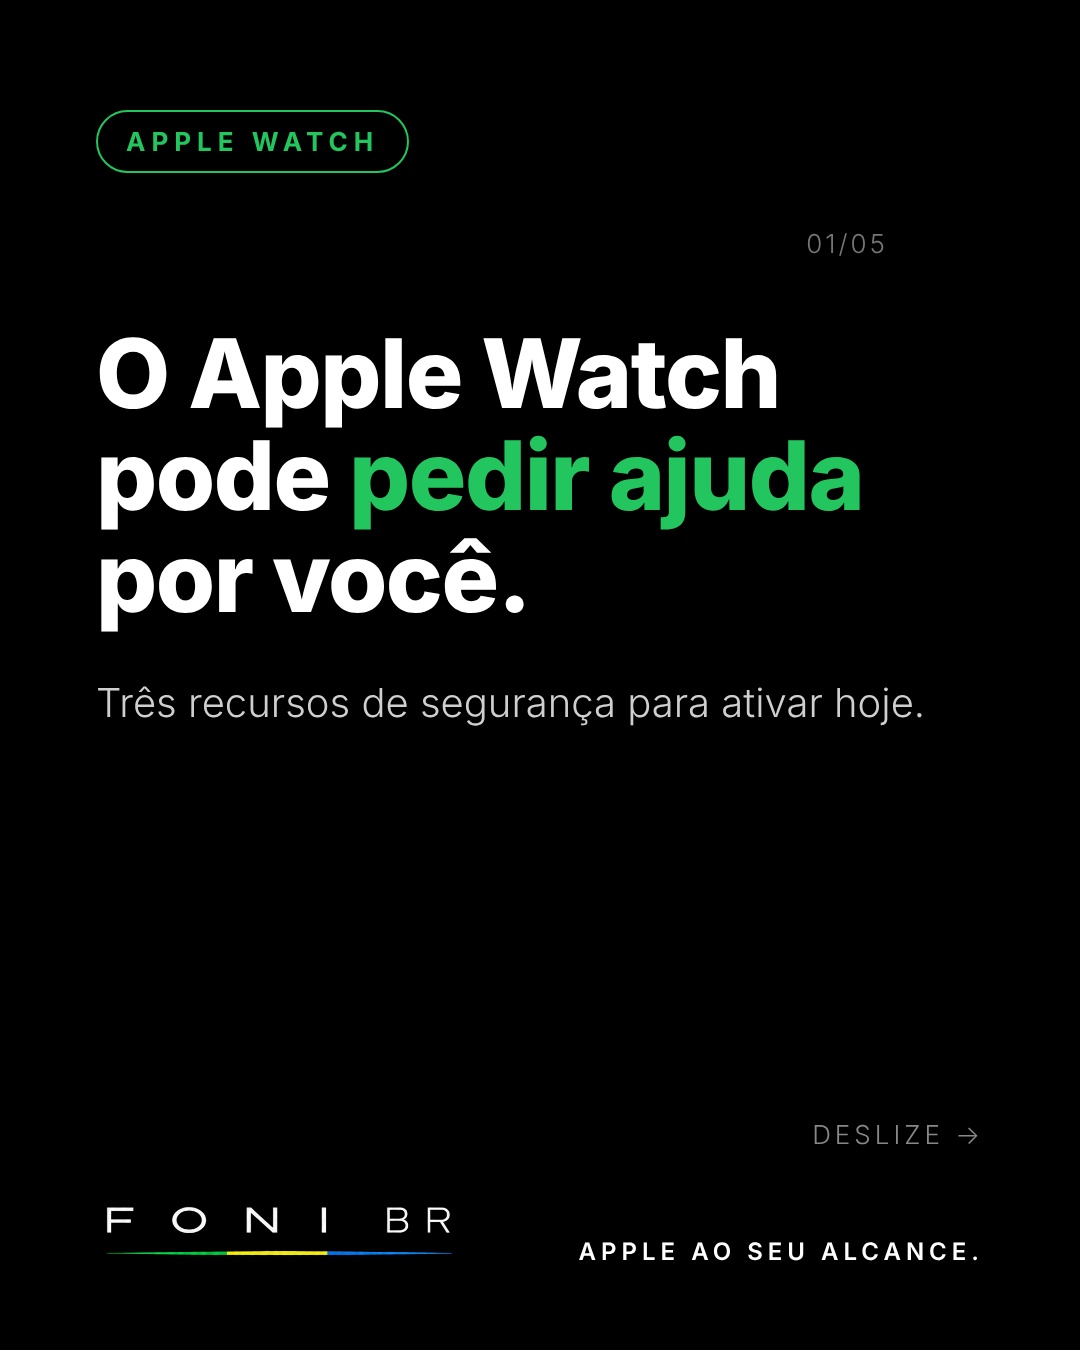 APPLE WATCH
01/05
O Apple Watch
pode pedir ajuda
por você.
Três recursos de segurança para ativar hoje.
DESLIZE →
FONI BR
APPLE AO SEU ALCANCE.